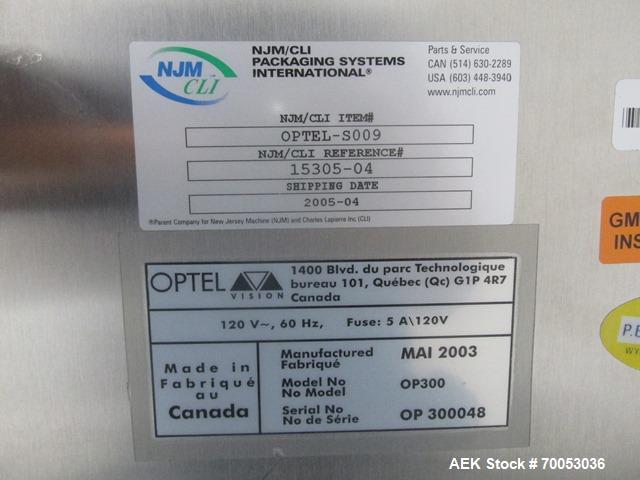 NJM
CLI
NJM/CLI
PACKAGING SYSTEMS
INTERNATIONAL®
Parts & Service
CAN (514) 630-2289
USA (603) 448-3940
www.njmcli.com
NJM/CLI ITEM#
OPTEL-S009
NJM/CLI REFERENCE#
15305-04
SHIPPING DATE
2005-04
®Parent Company for New Jersey Machine (NJM) and Charles Lapierre Inc (CLI)
GM
INS
P.E
WY
OPTEL
VISION
1400 Blvd. du parc Technologique
bureau 101, Québec (Qc) G1P 4R7
Canada
120 V~, 60 Hz, Fuse: 5 A\120V
Made in
Fabriqué
au
Canada
Manufactured
Fabriqué
MAI 2003
Model No
No Model
OP300
Serial No
No de Série
OP 300048
AEK Stock # 70053036